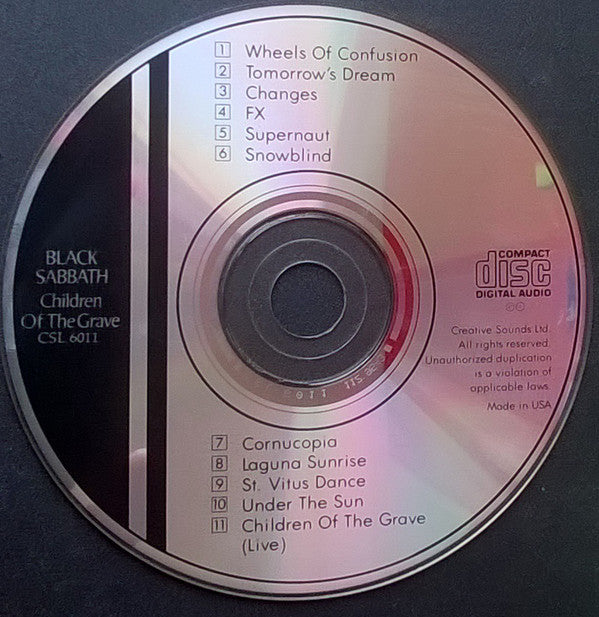 1 Wheels Of Confusion
2 Tomorrow's Dream
3 Changes
4 FX
5 Supernaut
6 Snowblind
BLACK
SABBATH
Children
Of The Grave
CSL 6011
COMPACT
disc
DIGITAL AUDIO
Creative Sounds Ltd.
All rights reserved.
Unauthorized duplication
is a violation of
applicable laws.
Made in USA
7 Cornucopia
8 Laguna Sunrise
9 St. Vitus Dance
10 Under The Sun
11 Children Of The Grave
(Live)